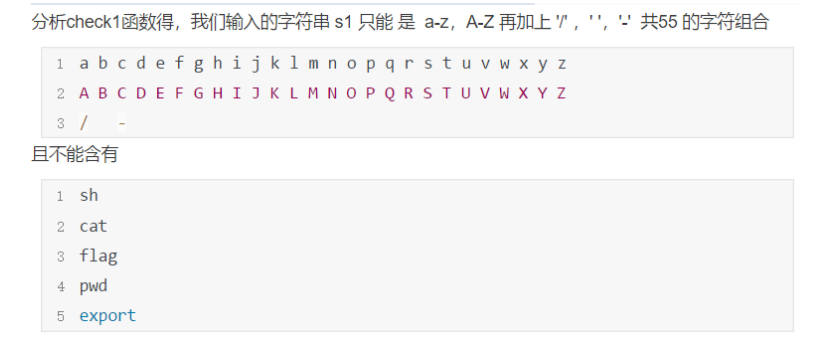 分析check1函数得，我们输入的字符串 s1 只能 是 a-z，A-Z 再加上 '/' ，' '，'-' 共55 的字符组合
1 a b c d e f g h i j k l m n o p q r s t u v w x y z
2 A B C D E F G H I J K L M N O P Q R S T U V W X Y Z
3 / -
且不能含有
1 sh
2 cat
3 flag
4 pwd
5 export